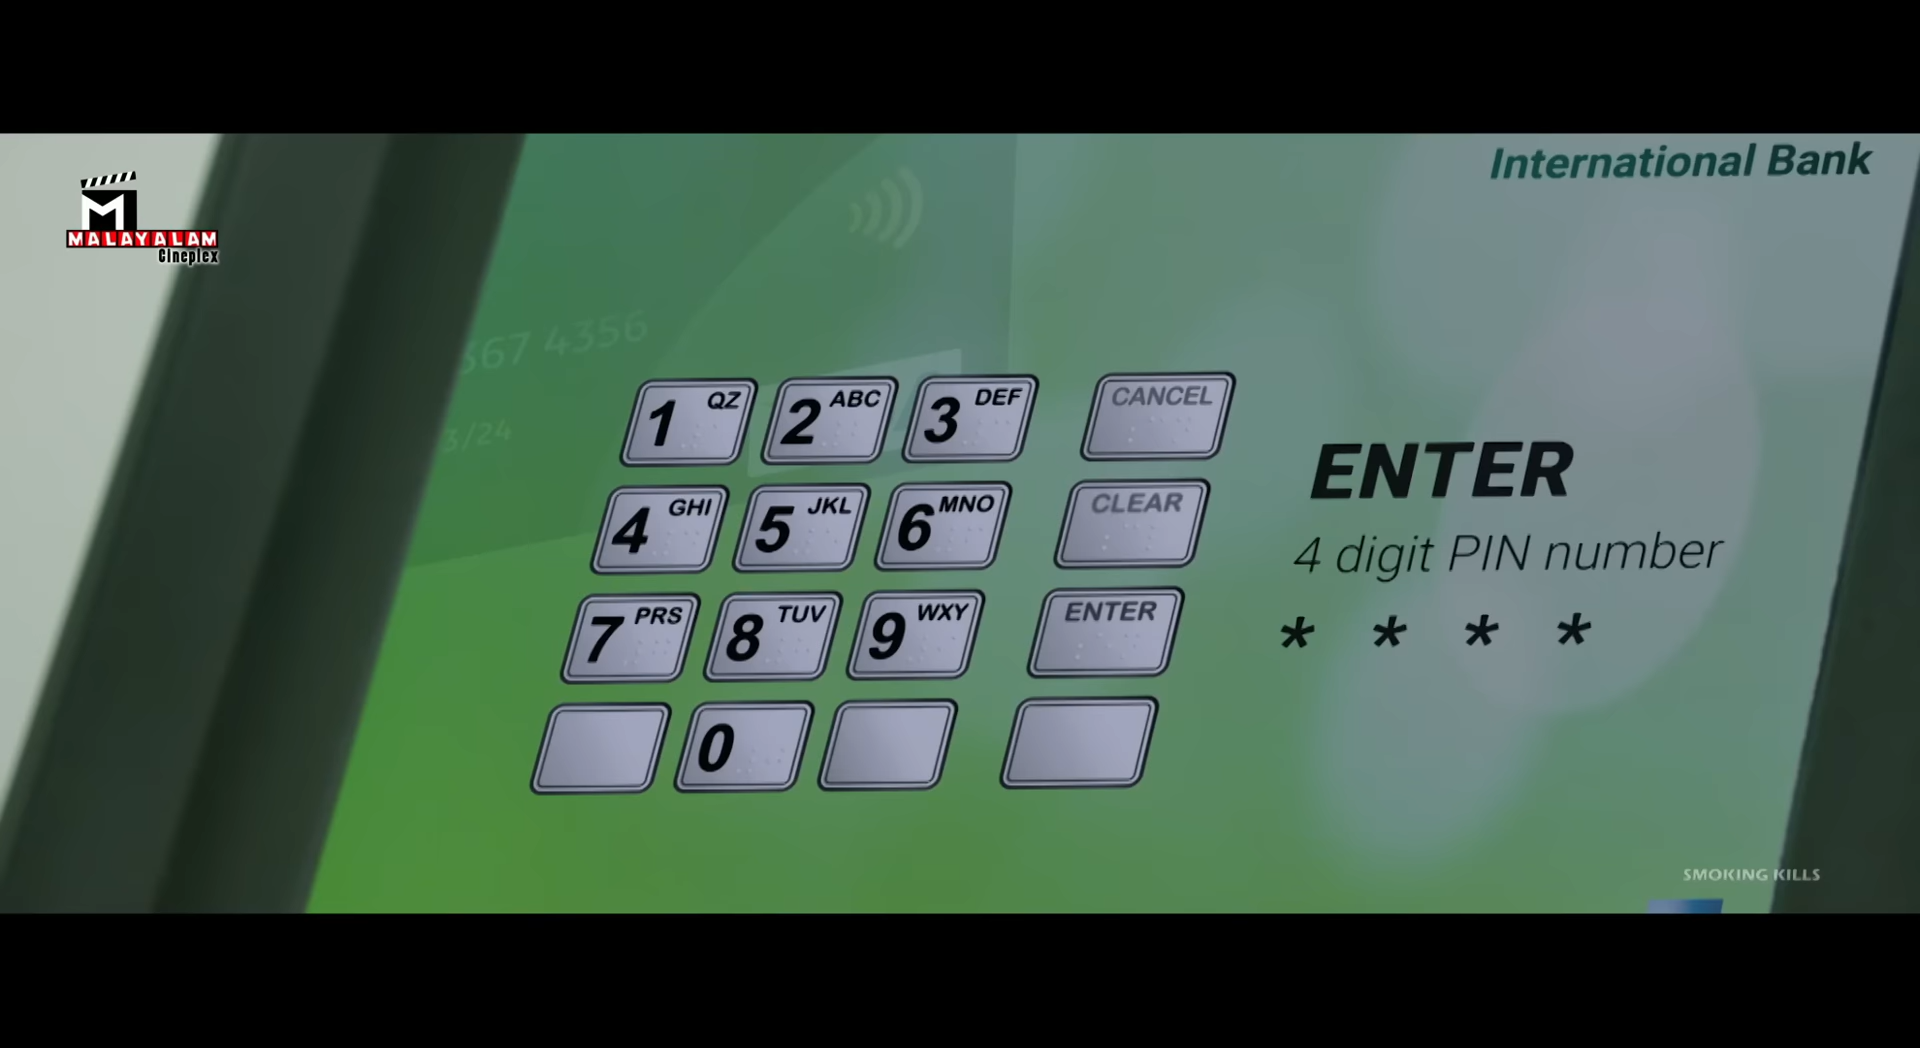 MALAYALAM
Cineplex
International Bank
367 4356
3/24
1 QZ 2 ABC 3 DEF CANCEL
4 GHI 5 JKL 6 MNO CLEAR
7 PRS 8 TUV 9 WXY ENTER
0
ENTER
4 digit PIN number
* * * *
SMOKING KILLS